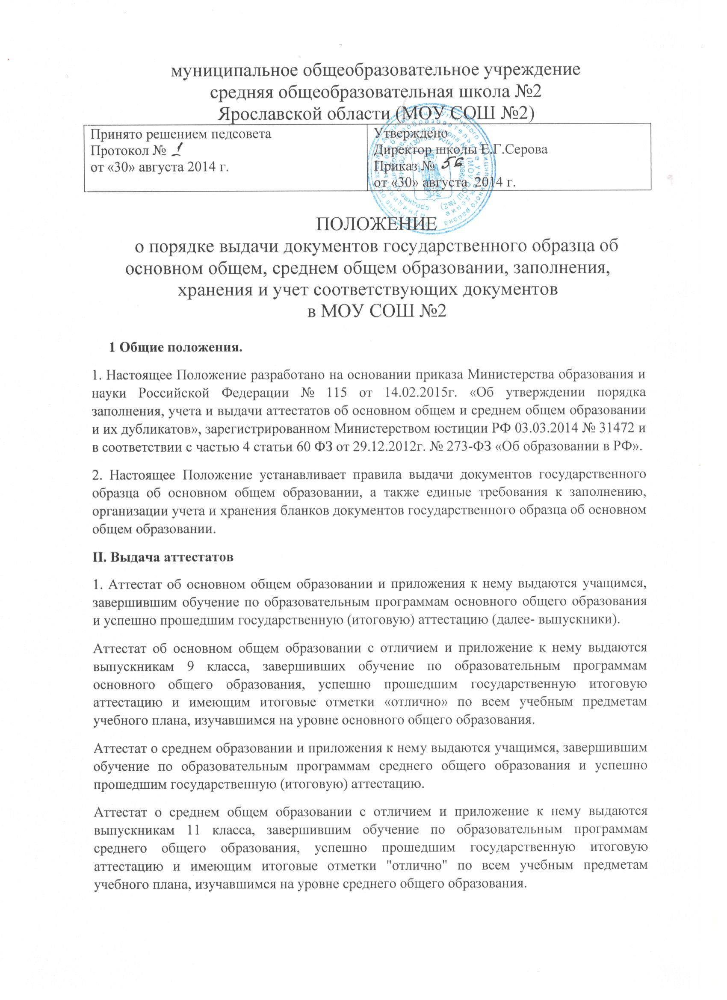 муниципальное общеобразовательное учреждение
средняя общеобразовательная школа №2
Ярославской области (МОУ СОШ №2)
Принято решением педсовета
Протокол № 1
от «30» августа 2014 г.
Утверждено
Директор школы Е.Г.Серова
Приказ № 56
от «30» августа 2014 г.
ПОЛОЖЕНИЕ
о порядке выдачи документов государственного образца об
основном общем, среднем общем образовании, заполнения,
хранения и учет соответствующих документов
в МОУ СОШ №2
1 Общие положения.
1. Настоящее Положение разработано на основании приказа Министерства образования и
науки Российской Федерации № 115 от 14.02.2015г. «Об утверждении порядка
заполнения, учета и выдачи аттестатов об основном общем и среднем общем образовании
и их дубликатов», зарегистрированном Министерством юстиции РФ 03.03.2014 № 31472 и
в соответствии с частью 4 статьи 60 ФЗ от 29.12.2012г. № 273-ФЗ «Об образовании в РФ».
2. Настоящее Положение устанавливает правила выдачи документов государственного
образца об основном общем образовании, а также единые требования к заполнению,
организации учета и хранения бланков документов государственного образца об основном
общем образовании.
II. Выдача аттестатов
1. Аттестат об основном общем образовании и приложения к нему выдаются учащимся,
завершившим обучение по образовательным программам основного общего образования
и успешно прошедшим государственную (итоговую) аттестацию (далее- выпускники).
Аттестат об основном общем образовании с отличием и приложение к нему выдаются
выпускникам 9 класса, завершивших обучение по образовательным программам
основного общего образования, успешно прошедшим государственную итоговую
аттестацию и имеющим итоговые отметки «отлично» по всем учебным предметам
учебного плана, изучавшимся на уровне основного общего образования.
Аттестат о среднем образовании и приложения к нему выдаются учащимся, завершившим
обучение по образовательным программам среднего общего образования и успешно
прошедшим государственную (итоговую) аттестацию.
Аттестат о среднем общем образовании с отличием и приложение к нему выдаются
выпускникам 11 класса, завершившим обучение по образовательным программам
среднего общего образования, успешно прошедшим государственную итоговую
аттестацию и имеющим итоговые отметки "отлично" по всем учебным предметам
учебного плана, изучавшимся на уровне среднего общего образования.